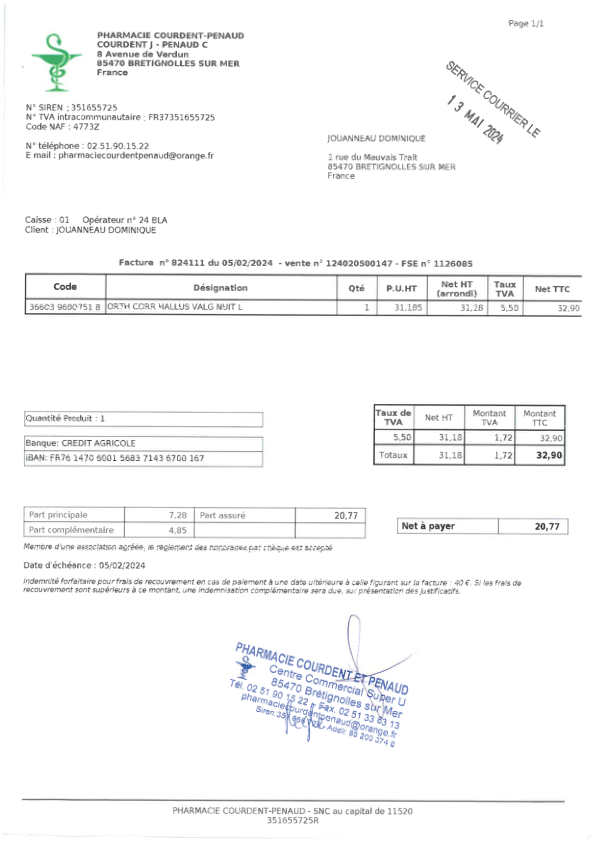 Page 1/1
PHARMACIE COURDENT-PENAUD
COURDENT J - PENAUD C
8 Avenue de Verdun
85470 BRETIGNOLLES SUR MER
France
SERVICE COURRIER LE
13 MAI 2024
N° SIREN : 351655725
N° TVA intracommunautaire : FR37351655725
Code NAF : 4773Z
N° téléphone : 02.51.90.15.22
E mail : pharmaciecourdentpenaud@orange.fr
JOUANNEAU DOMINIQUE
1 rue du Mauvais Trait
85470 BRETIGNOLLES SUR MER
France
Caisse : 01 Opérateur n° 24 BLA
Client : JOUANNEAU DOMINIQUE
Facture n° 824111 du 05/02/2024 - vente n° 124020500147 - FSE n° 1126085
Code Désignation Qté P.U.HT Net HT (arrondi) Taux TVA Net TTC
36603 9600751 8 ORTH CORR HALLUS VALG NUIT L 1 31,185 31,18 5,50 32,90
Quantité Produit : 1
Banque: CREDIT AGRICOLE
IBAN: FR76 1470 6001 5683 7143 6700 167
Taux de TVA Net HT Montant TVA Montant TTC
5,50 31,18 1,72 32,90
Totaux 31,18 1,72 32,90
Part principale 7,28 Part assuré 20,77
Part complémentaire 4,85
Net à payer 20,77
Membre d'une association agréée, le règlement des honoraires par chèque est accepté
Date d'échéance : 05/02/2024
Indemnité forfaitaire pour frais de recouvrement en cas de paiement à une date ultérieure à celle figurant sur la facture : 40 €. Si les frais de
recouvrement sont supérieurs à ce montant, une indemnisation complémentaire sera due, sur présentation des justificatifs.
PHARMACIE COURDENT ET PENAUD
Centre Commercial Super U
85470 Brétignolles sur Mer
Tél. 02 51 90 15 22 - Fax. 02 51 33 83 13
pharmaciecourdentpenaud@orange.fr
Siren. 351 655 725 - Adeli: 85 200 374 8
PHARMACIE COURDENT-PENAUD - SNC au capital de 11520
351655725R